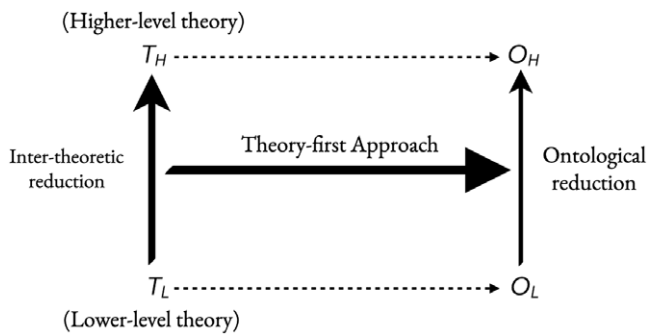 (Higher-level theory)
T_H
O_H
Theory-first Approach
Inter-theoretic
reduction
Ontological
reduction
T_L
O_L
(Lower-level theory)